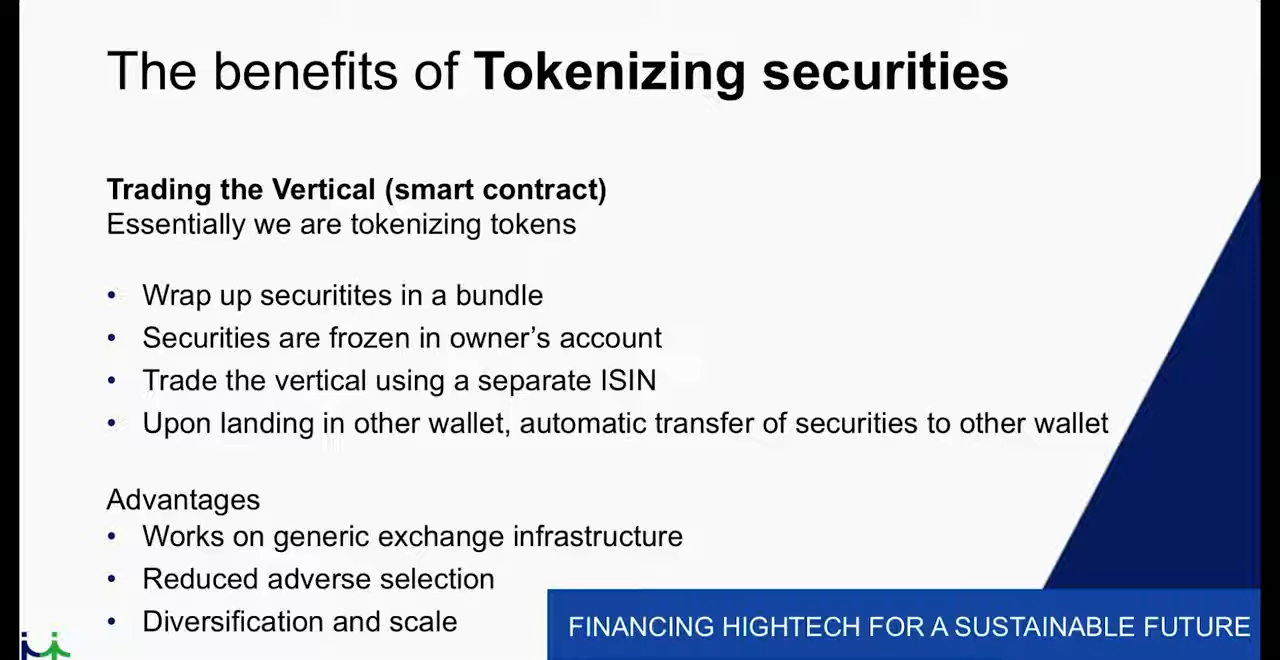 The benefits of Tokenizing securities
Trading the Vertical (smart contract)
Essentially we are tokenizing tokens
• Wrap up securitites in a bundle
• Securities are frozen in owner’s account
• Trade the vertical using a separate ISIN
• Upon landing in other wallet, automatic transfer of securities to other wallet
Advantages
• Works on generic exchange infrastructure
• Reduced adverse selection
• Diversification and scale
FINANCING HIGHTECH FOR A SUSTAINABLE FUTURE